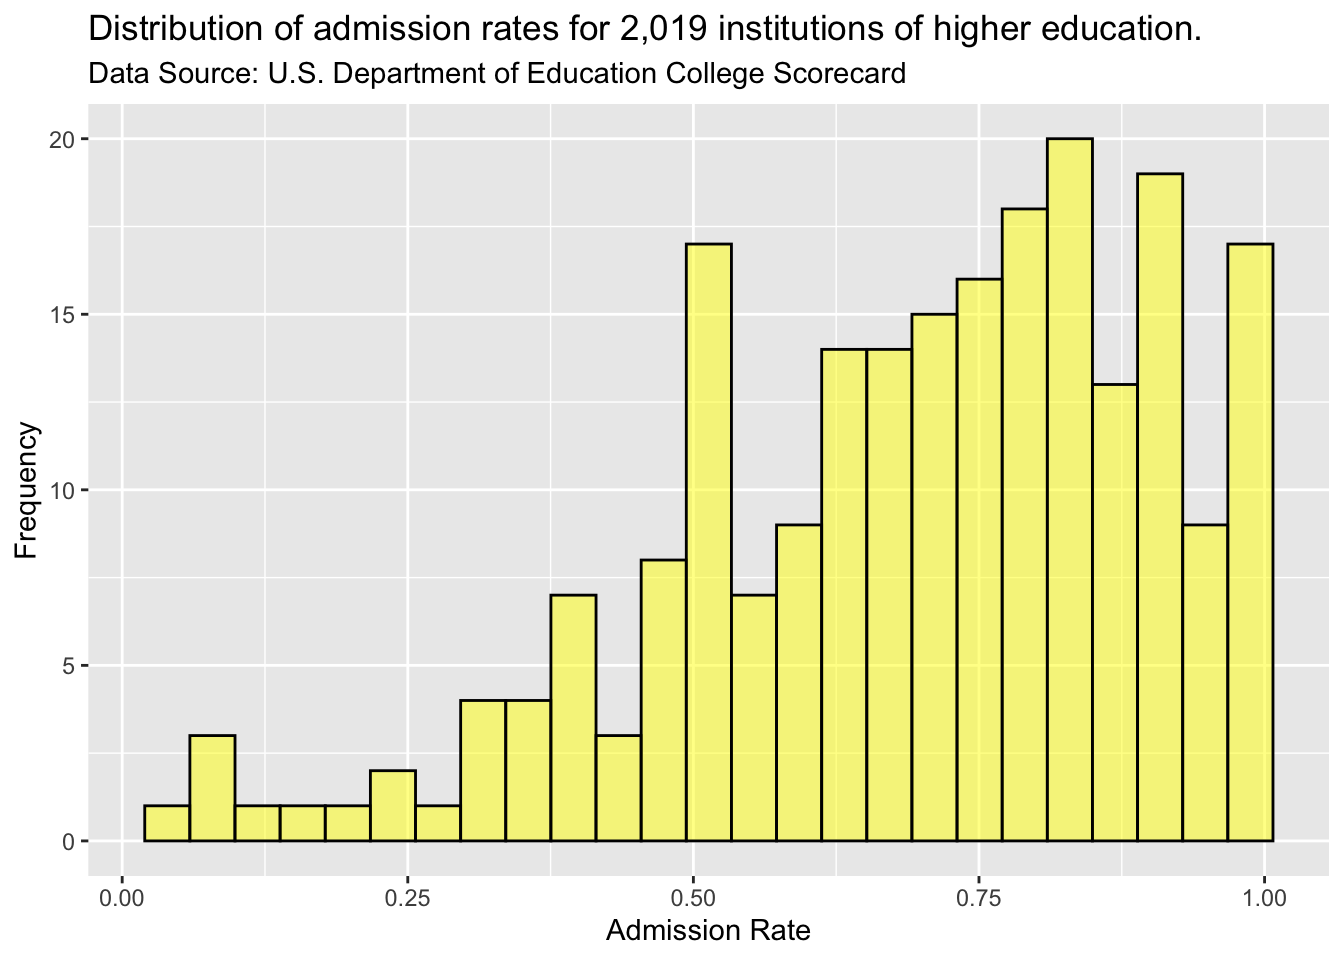 Distribution of admission rates for 2,019 institutions of higher education.
Data Source: U.S. Department of Education College Scorecard
20
15
10
5
0
Frequency
0.00 0.25 0.50 0.75 1.00
Admission Rate